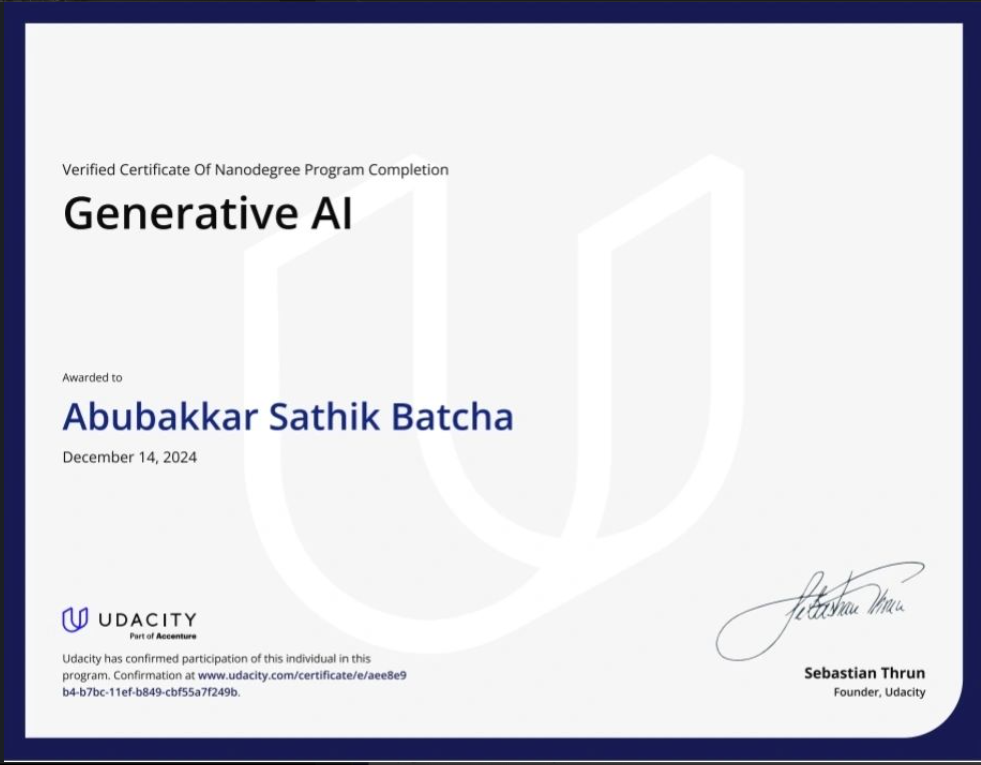 Verified Certificate Of Nanodegree Program Completion
Generative AI
Awarded to
Abubakkar Sathik Batcha
December 14, 2024
UDACITY
Part of Accenture
Udacity has confirmed participation of this individual in this
program. Confirmation at www.udacity.com/certificate/e/aee8e9
b4-b7bc-11ef-b849-cbf55a7f249b.
Sebastian Thrun
Sebastian Thrun
Founder, Udacity